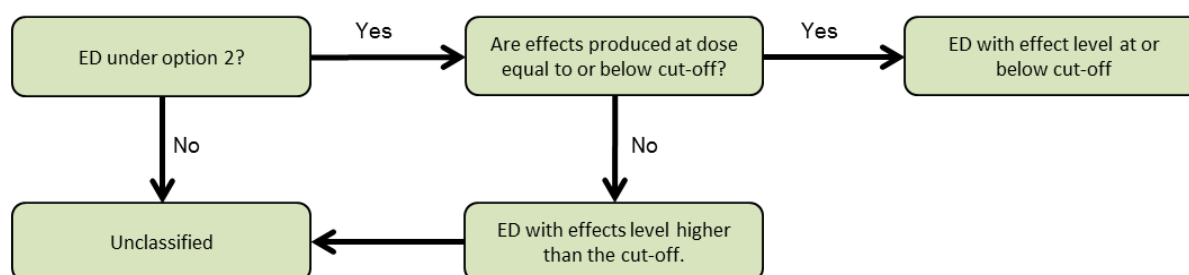 ED under option 2?
Yes
Are effects produced at dose
equal to or below cut-off?
Yes
ED with effect level at or
below cut-off
No
No
Unclassified
ED with effects level higher
than the cut-off.